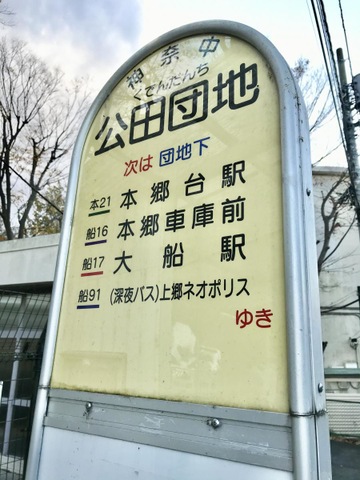 神奈中
くでんだんち
公田団地
次は 団地下
本21 本郷台駅
船16 本郷車庫前
船17 大船駅
船91 (深夜バス)上郷ネオポリス
ゆき